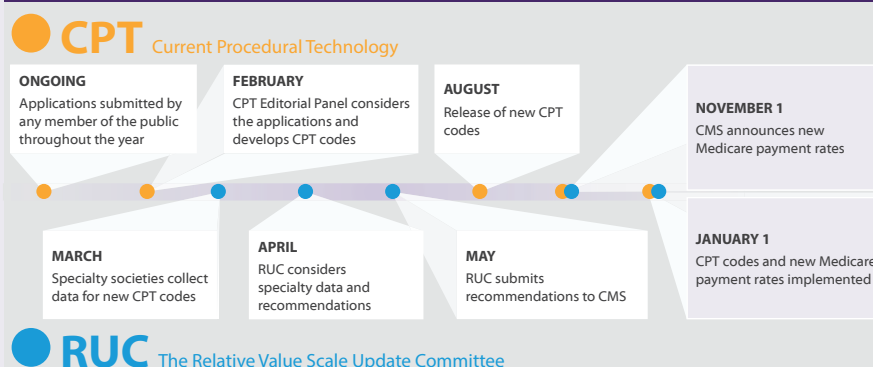 CPT Current Procedural Technology
ONGOING
Applications submitted by
any member of the public
throughout the year
FEBRUARY
CPT Editorial Panel considers
the applications and
develops CPT codes
AUGUST
Release of new CPT
codes
NOVEMBER 1
CMS announces new
Medicare payment rates
MARCH
Specialty societies collect
data for new CPT codes
APRIL
RUC considers
specialty data and
recommendations
MAY
RUC submits
recommendations to CMS
JANUARY 1
CPT codes and new Medicare
payment rates implemented
RUC The Relative Value Scale Update Committee